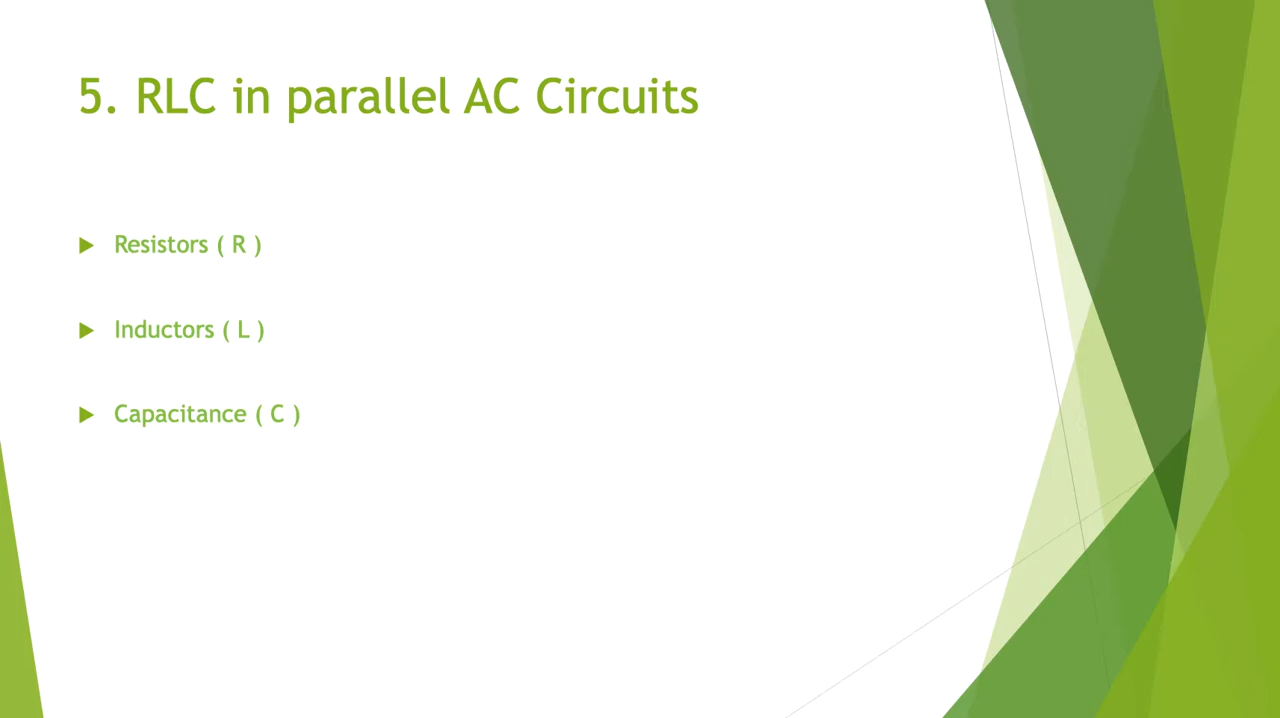 5. RLC in parallel AC Circuits
Resistors ( R )
Inductors ( L )
Capacitance ( C )